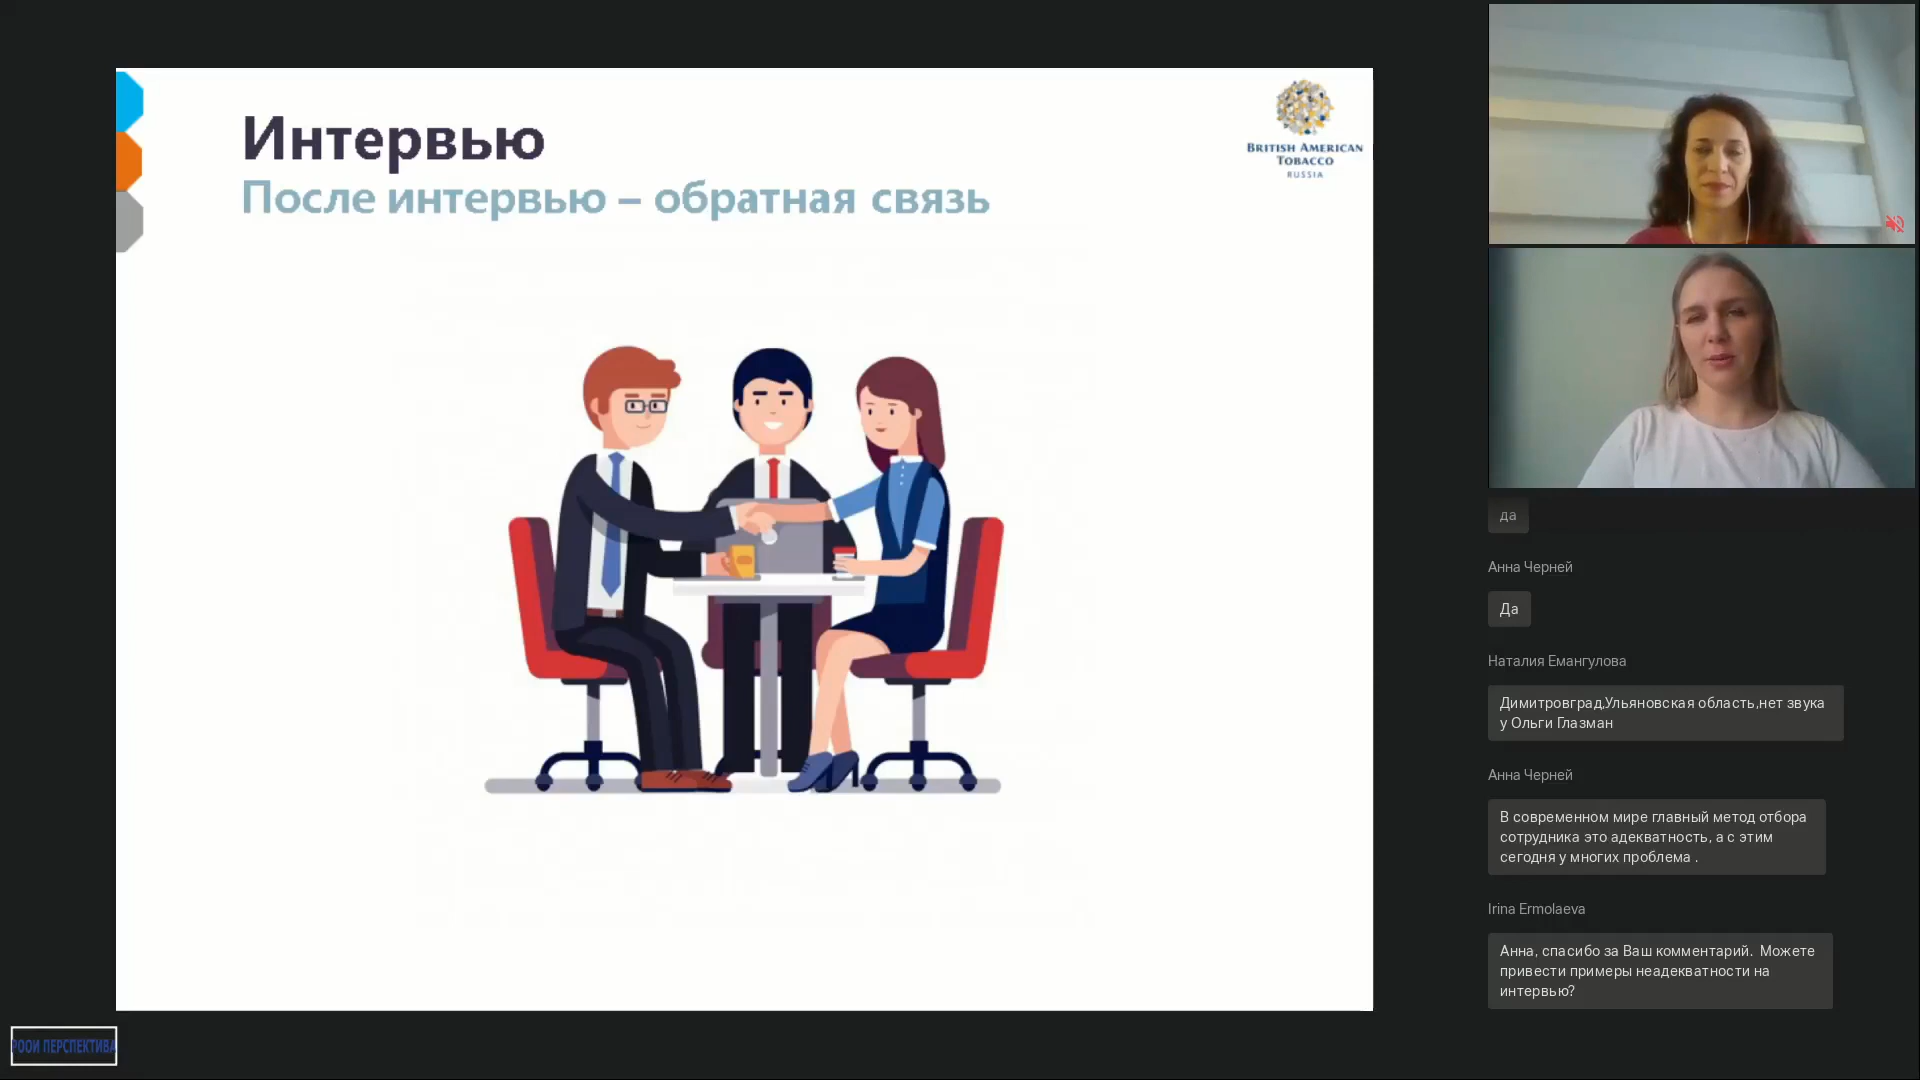 Интервью
После интервью – обратная связь
BRITISH AMERICAN
TOBACCO
RUSSIA
да
Анна Черней
Да
Наталия Емангулова
Димитровград,Ульяновская область,нет звука
у Ольги Глазман
Анна Черней
В современном мире главный метод отбора
сотрудника это адекватность, а с этим
сегодня у многих проблема .
Irina Ermolaeva
Анна, спасибо за Ваш комментарий.  Можете
привести примеры неадекватности на
интервью?
РООИ ПЕРСПЕКТИВА